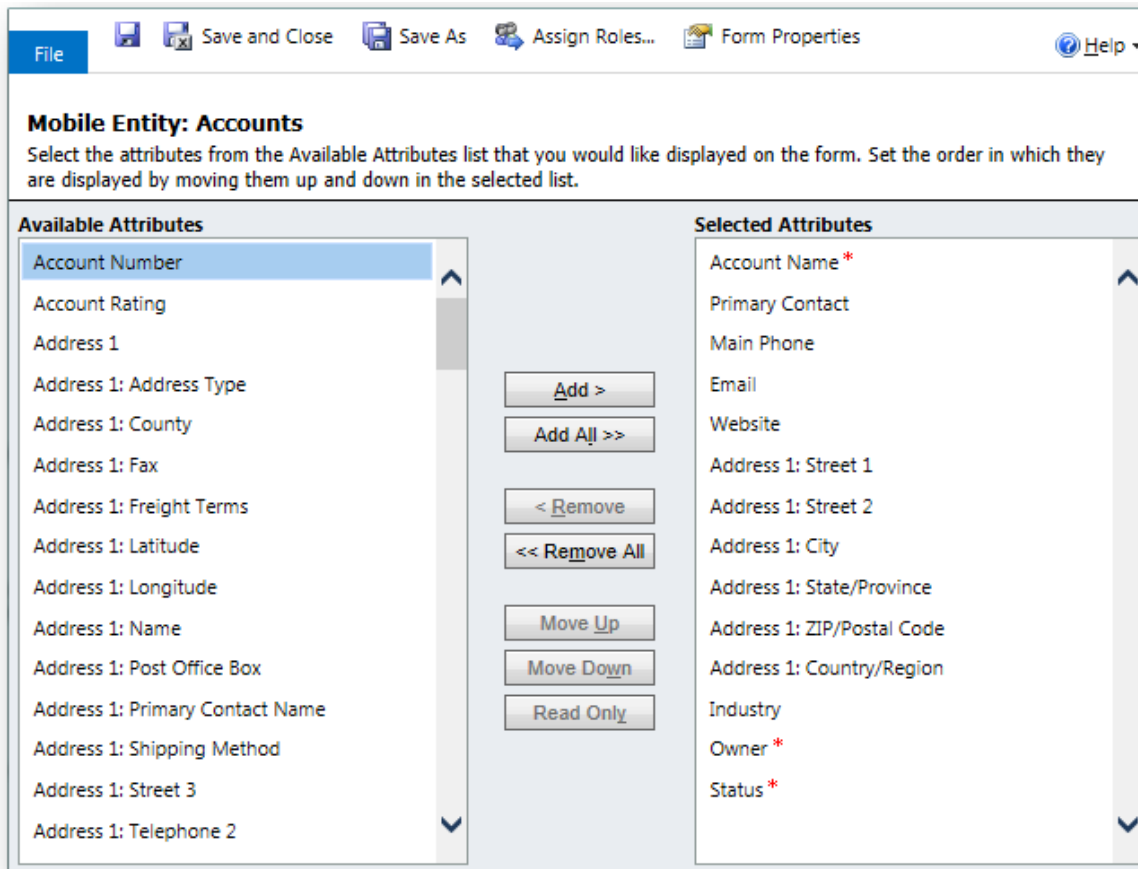 File
Save and Close
Save As
Assign Roles...
Form Properties
Help
Mobile Entity: Accounts
Select the attributes from the Available Attributes list that you would like displayed on the form. Set the order in which they
are displayed by moving them up and down in the selected list.
Available Attributes
Account Number
Account Rating
Address 1
Address 1: Address Type
Address 1: County
Address 1: Fax
Address 1: Freight Terms
Address 1: Latitude
Address 1: Longitude
Address 1: Name
Address 1: Post Office Box
Address 1: Primary Contact Name
Address 1: Shipping Method
Address 1: Street 3
Address 1: Telephone 2
Add >
Add All >>
< Remove
<< Remove All
Move Up
Move Down
Read Only
Selected Attributes
Account Name *
Primary Contact
Main Phone
Email
Website
Address 1: Street 1
Address 1: Street 2
Address 1: City
Address 1: State/Province
Address 1: ZIP/Postal Code
Address 1: Country/Region
Industry
Owner *
Status *